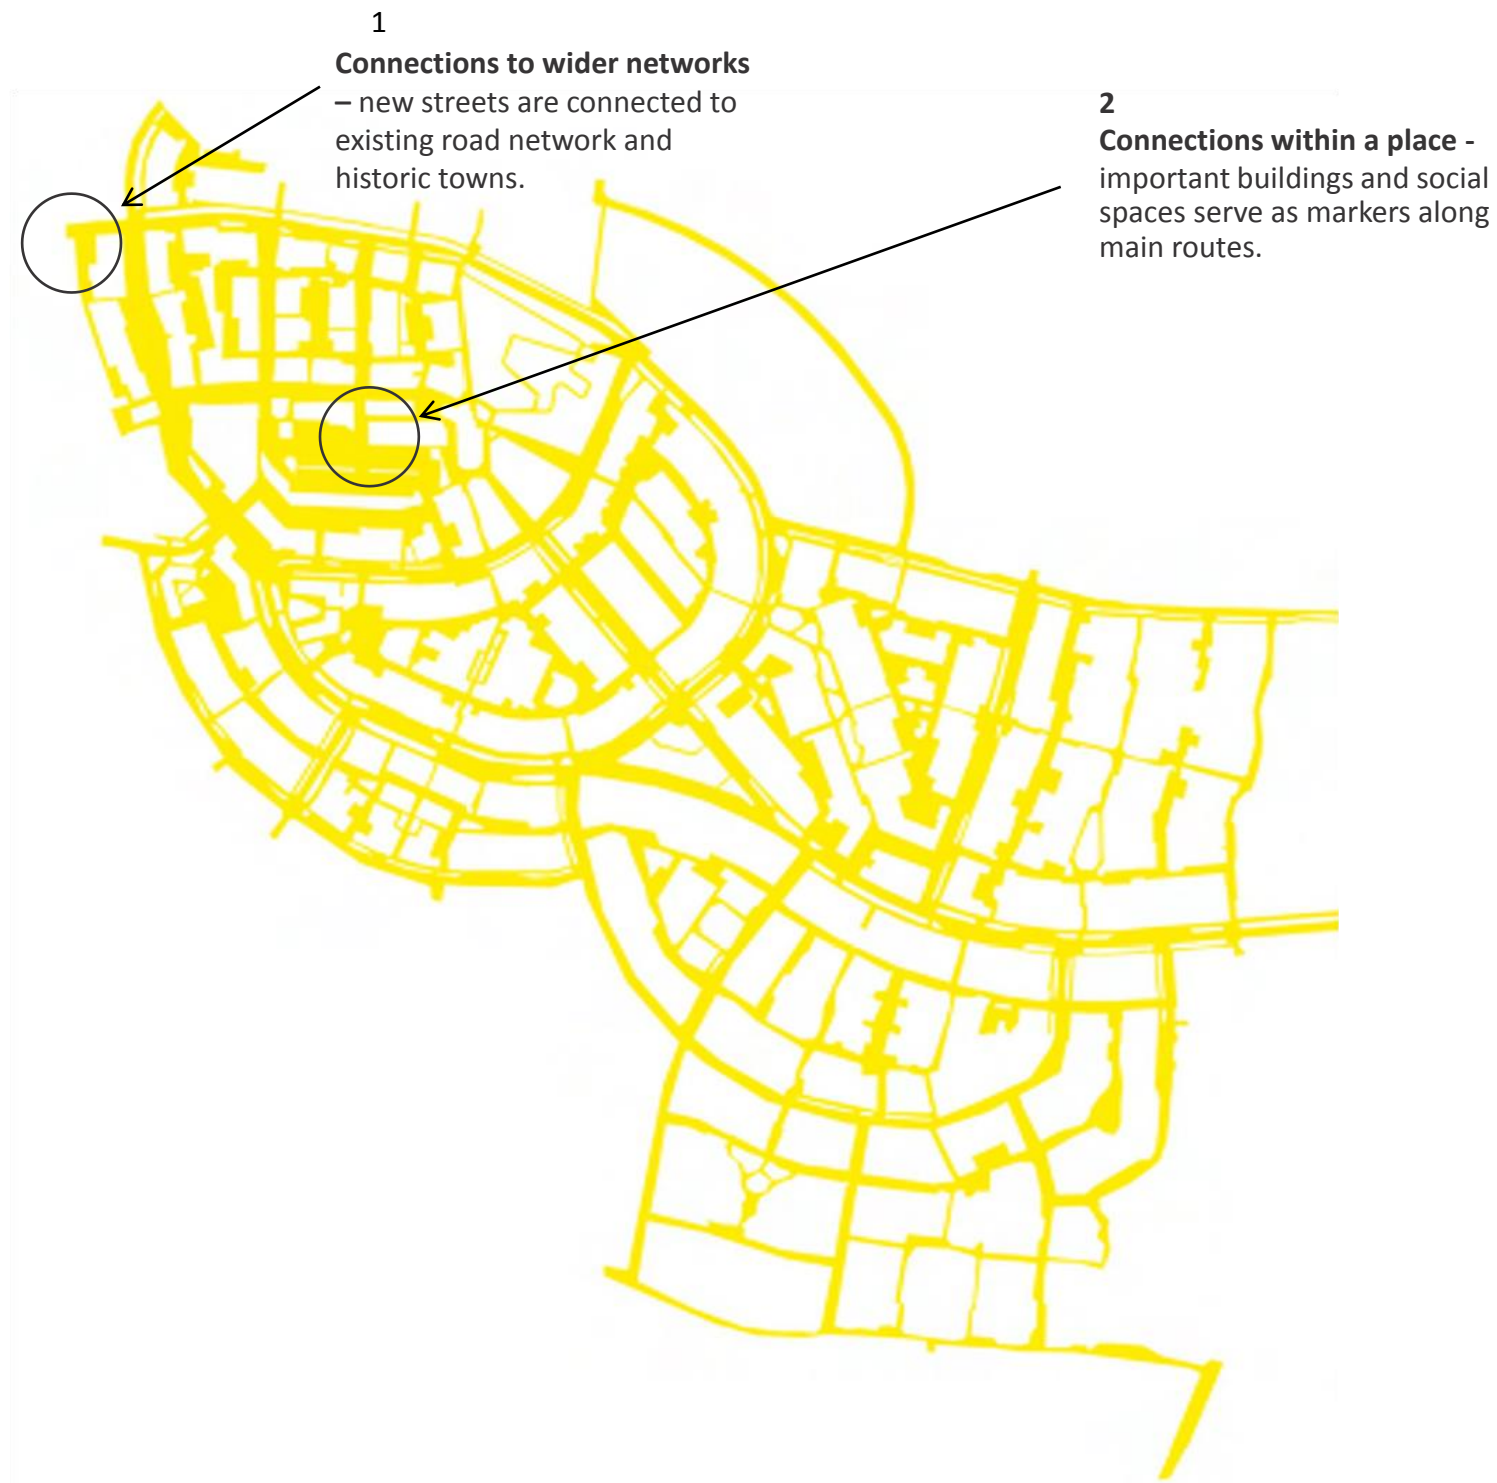 1
Connections to wider networks
– new streets are connected to
existing road network and
historic towns.
2
Connections within a place -
important buildings and social
spaces serve as markers along
main routes.